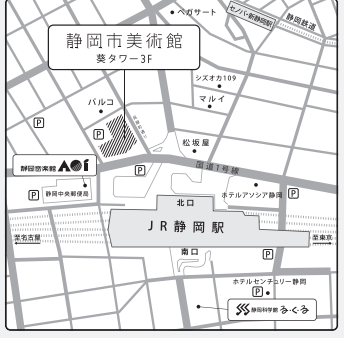 ペガサート
セノバ・新静岡駅
静岡鉄道
静岡市美術館
葵タワー3F
シズオカ109
マルイ
パルコ
P
P
松坂屋
国道1号線
静岡音楽館 AOI
P
P
静岡中央郵便局
ホテルアソシア静岡
P
北口
JR静岡駅
至名古屋
至東京
南口
P
ホテルセンチュリー静岡
P
静岡科学館 る・く・る